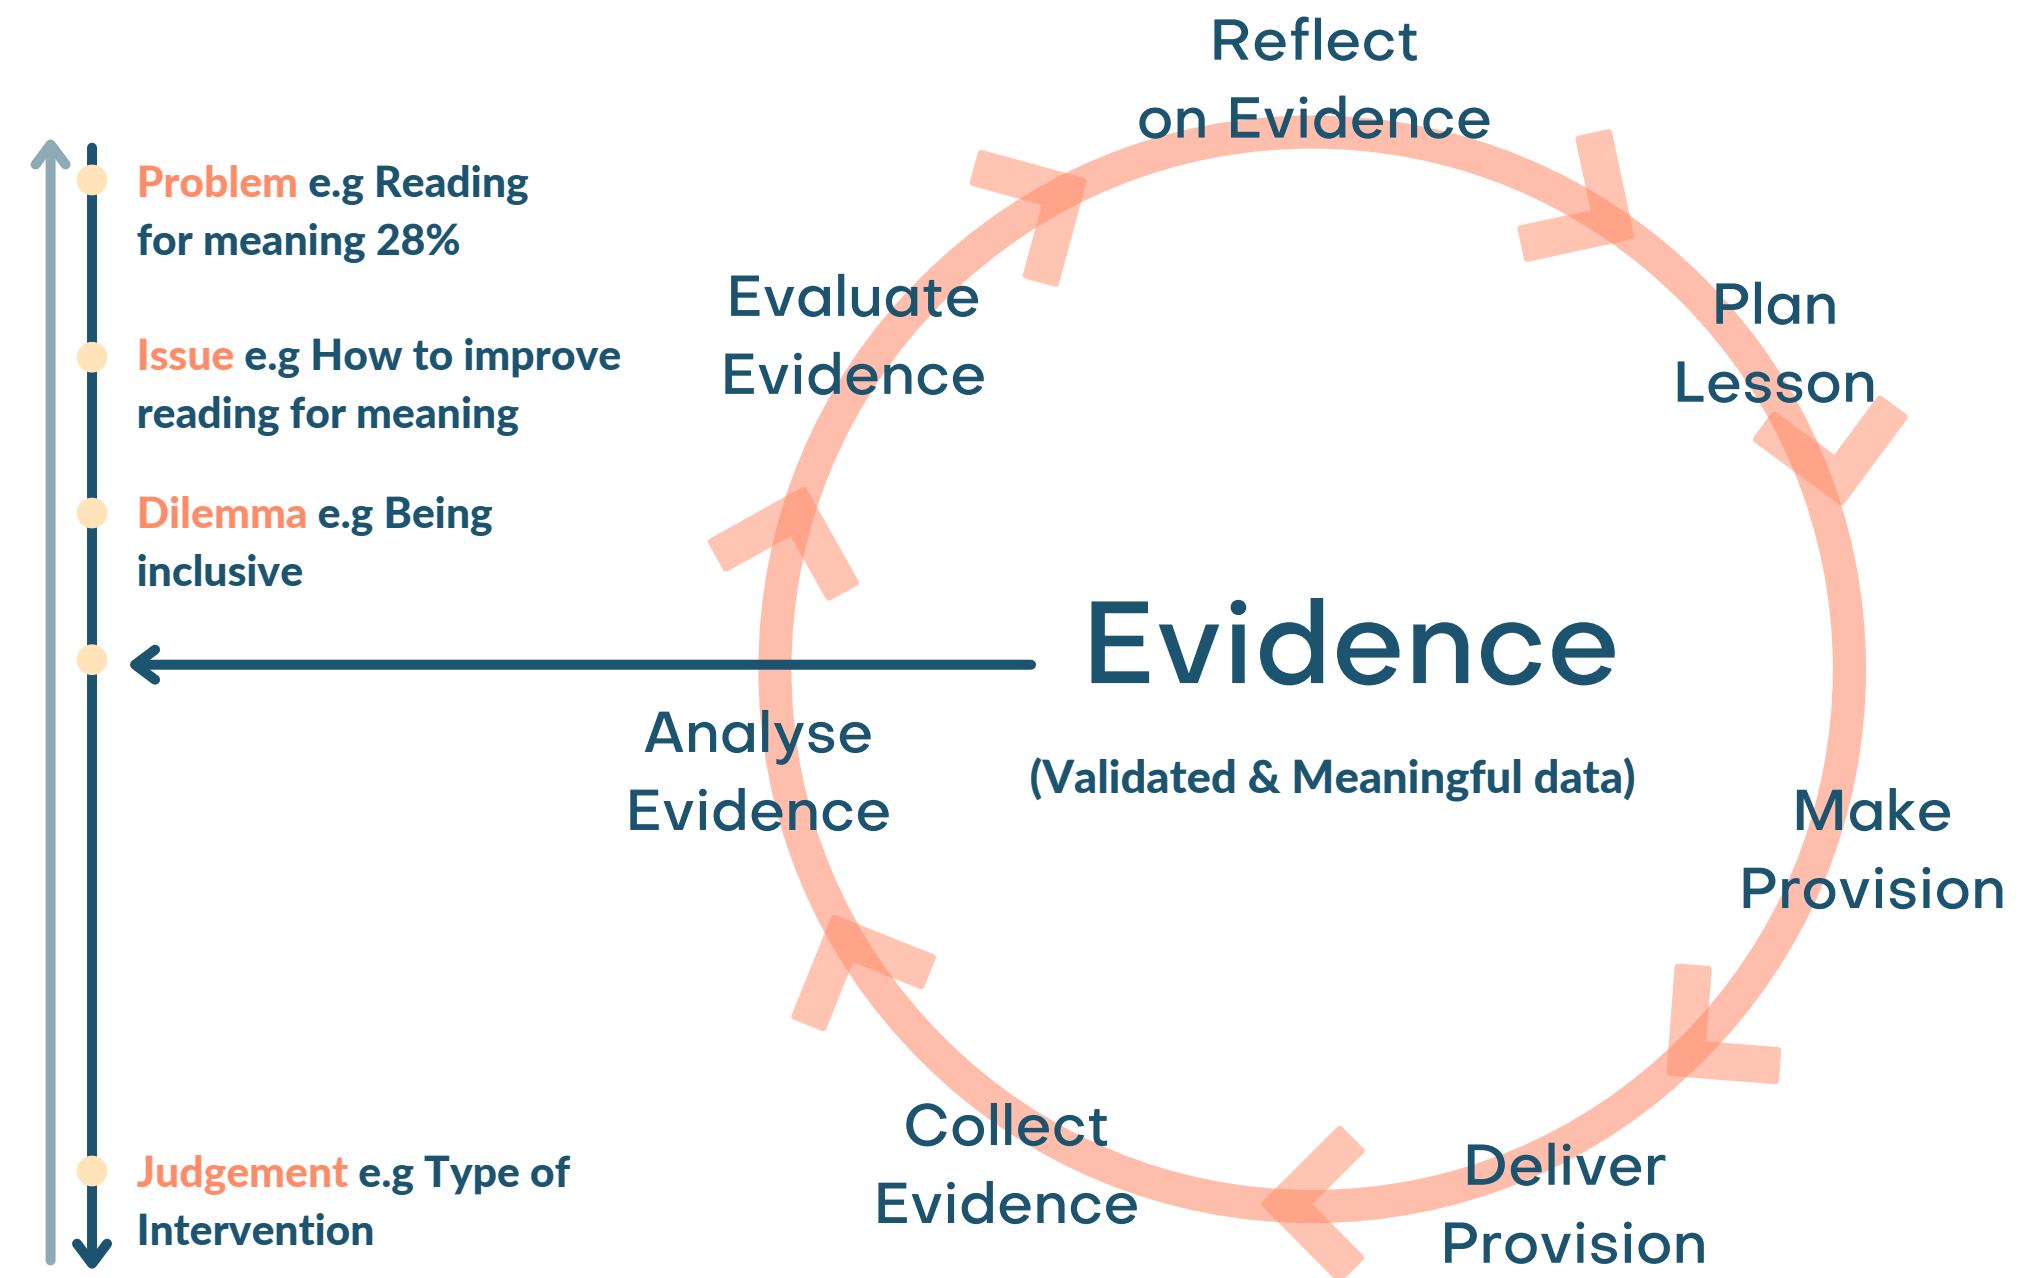 Problem e.g Reading
for meaning 28%
Issue e.g How to improve
reading for meaning
Dilemma e.g Being
inclusive
Judgement e.g Type of
Intervention
Reflect
on Evidence
Plan
Lesson
Make
Provision
Deliver
Provision
Collect
Evidence
Analyse
Evidence
Evaluate
Evidence
Evidence
(Validated & Meaningful data)